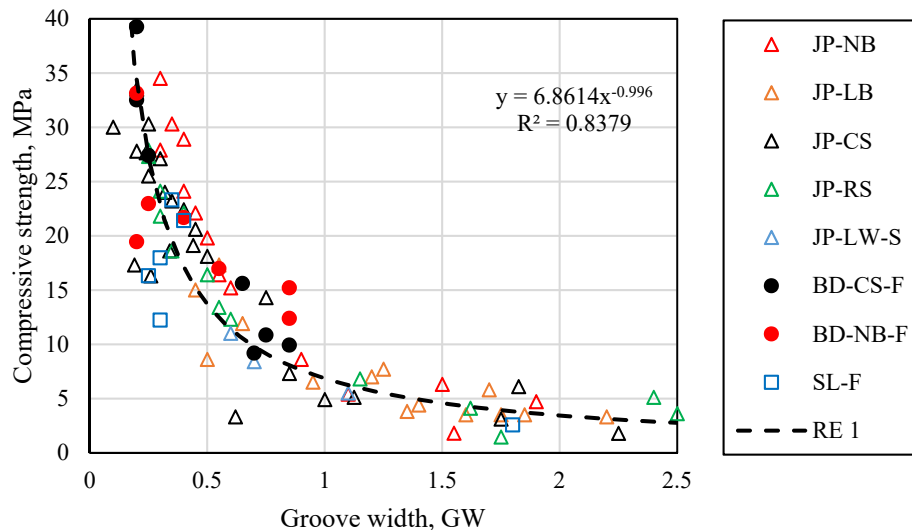 40
35
30
25
20
15
10
5
0
Compressive strength, MPa
y = 6.8614x^-0.996
R² = 0.8379
0 0.5 1 1.5 2 2.5
Groove width, GW
JP-NB
JP-LB
JP-CS
JP-RS
JP-LW-S
BD-CS-F
BD-NB-F
SL-F
RE 1